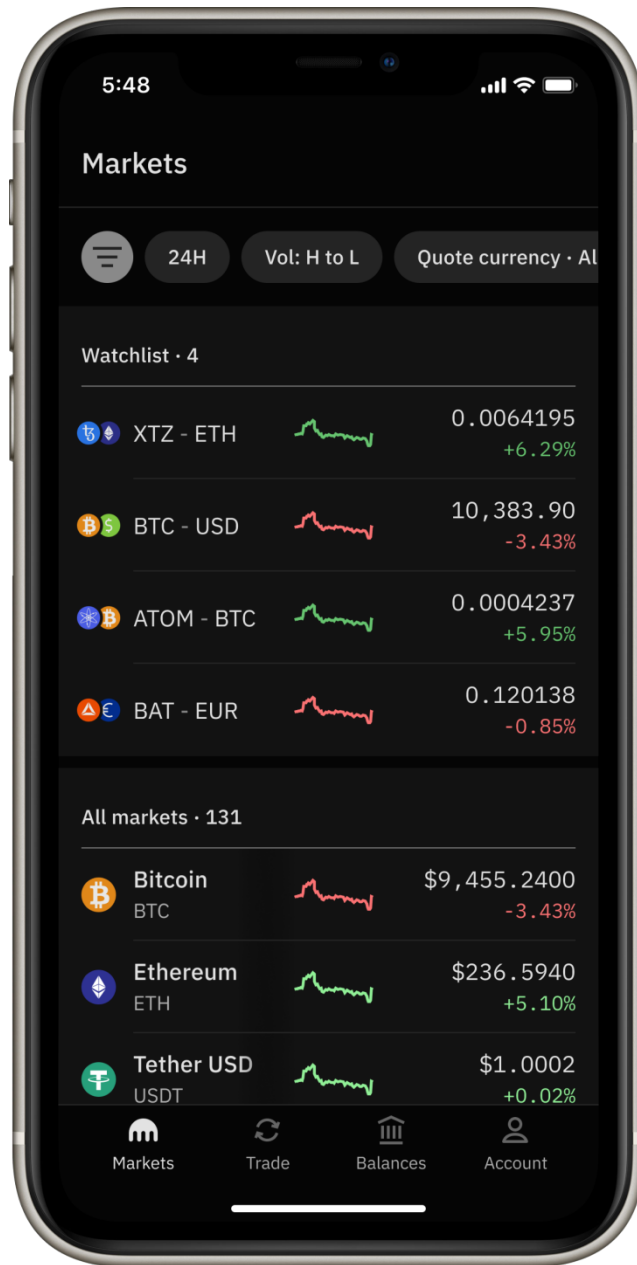 5:48
Markets
24H
Vol: H to L
Quote currency · Al
Watchlist · 4
XTZ - ETH
0.0064195
+6.29%
BTC - USD
10,383.90
-3.43%
ATOM - BTC
0.0004237
+5.95%
BAT - EUR
0.120138
-0.85%
All markets · 131
Bitcoin
$9,455.2400
BTC
-3.43%
Ethereum
$236.5940
ETH
+5.10%
Tether USD
$1.0002
USDT
+0.02%
Markets
Trade
Balances
Account